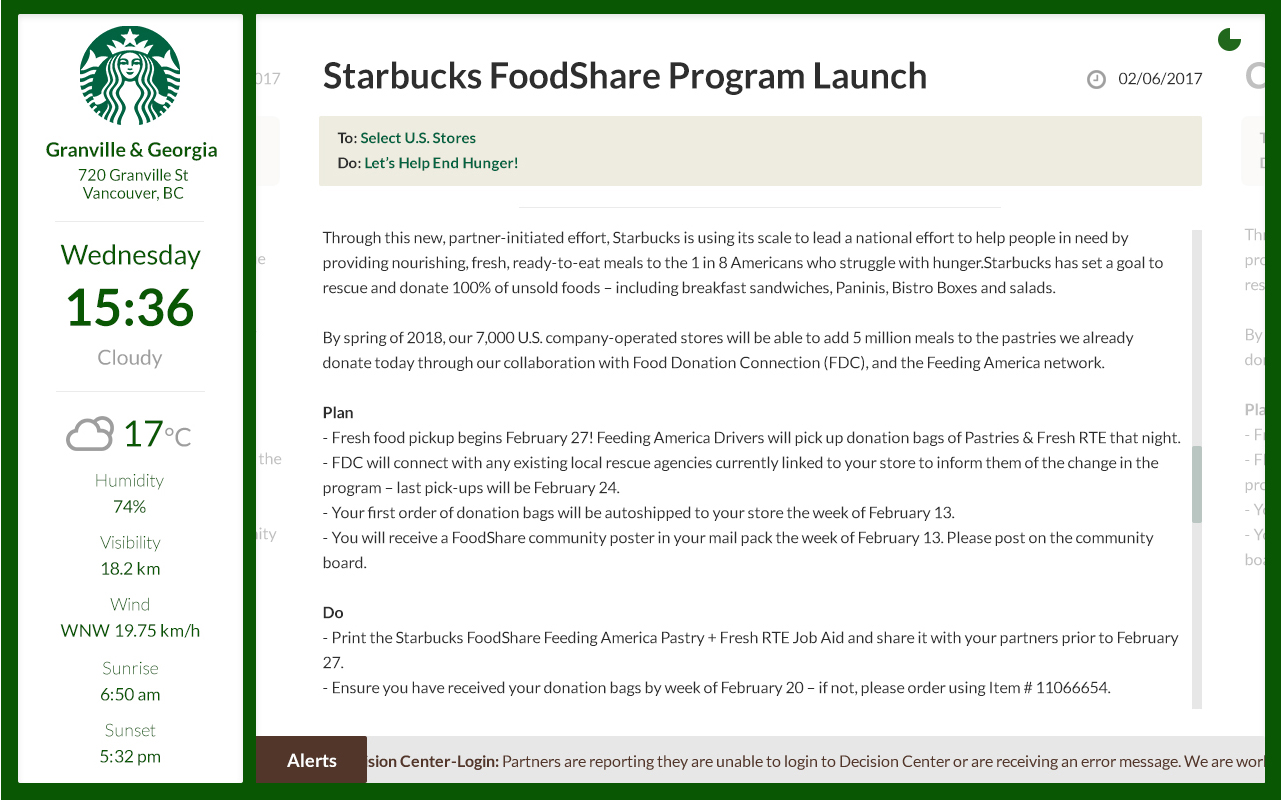 Granville & Georgia
720 Granville St
Vancouver, BC
Wednesday
15:36
Cloudy
17°C
Humidity
74%
Visibility
18.2 km
Wind
WNW 19.75 km/h
Sunrise
6:50 am
Sunset
5:32 pm
017
e
the
Starbucks FoodShare Program Launch
02/06/2017
To: Select U.S. Stores
Do: Let's Help End Hunger!
Through this new, partner-initiated effort, Starbucks is using its scale to lead a national effort to help people in need by
providing nourishing, fresh, ready-to-eat meals to the 1 in 8 Americans who struggle with hunger.Starbucks has set a goal to
rescue and donate 100% of unsold foods – including breakfast sandwiches, Paninis, Bistro Boxes and salads.
By spring of 2018, our 7,000 U.S. company-operated stores will be able to add 5 million meals to the pastries we already
donate today through our collaboration with Food Donation Connection (FDC), and the Feeding America network.
Plan
- Fresh food pickup begins February 27! Feeding America Drivers will pick up donation bags of Pastries & Fresh RTE that night.
- FDC will connect with any existing local rescue agencies currently linked to your store to inform them of the change in the
program – last pick-ups will be February 24.
- Your first order of donation bags will be autoshipped to your store the week of February 13.
- You will receive a FoodShare community poster in your mail pack the week of February 13. Please post on the community
board.
Do
- Print the Starbucks FoodShare Feeding America Pastry + Fresh RTE Job Aid and share it with your partners prior to February
27.
- Ensure you have received your donation bags by week of February 20 – if not, please order using Item # 11066654.
Alerts
sion Center-Login: Partners are reporting they are unable to login to Decision Center or are receiving an error message. We are wor